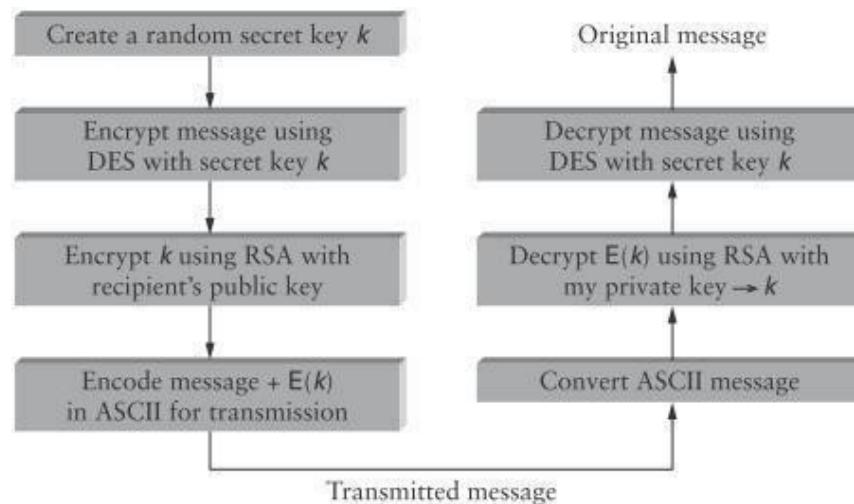 Create a random secret key k
Encrypt message using
DES with secret key k
Encrypt k using RSA with
recipient's public key
Encode message + E(k)
in ASCII for transmission
Transmitted message
Convert ASCII message
Decrypt E(k) using RSA with
my private key → k
Decrypt message using
DES with secret key k
Original message